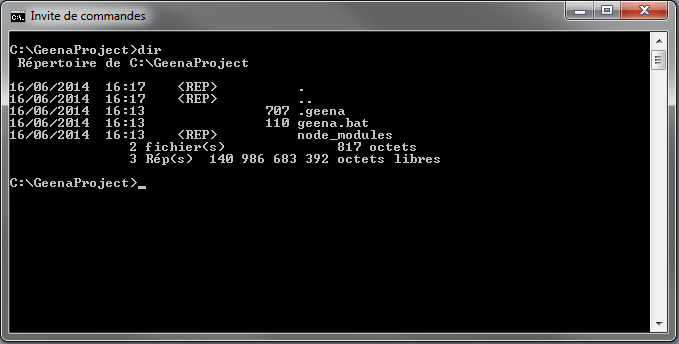 Invite de commandes
C:\GeenaProject>dir
 Répertoire de C:\GeenaProject
16/06/2014  16:17    <REP>          .
16/06/2014  16:17    <REP>          ..
16/06/2014  16:13               707 .geena
16/06/2014  16:13               110 geena.bat
16/06/2014  16:13    <REP>          node_modules
               2 fichier(s)              817 octets
               3 Rép(s)  140 986 683 392 octets libres
C:\GeenaProject>_